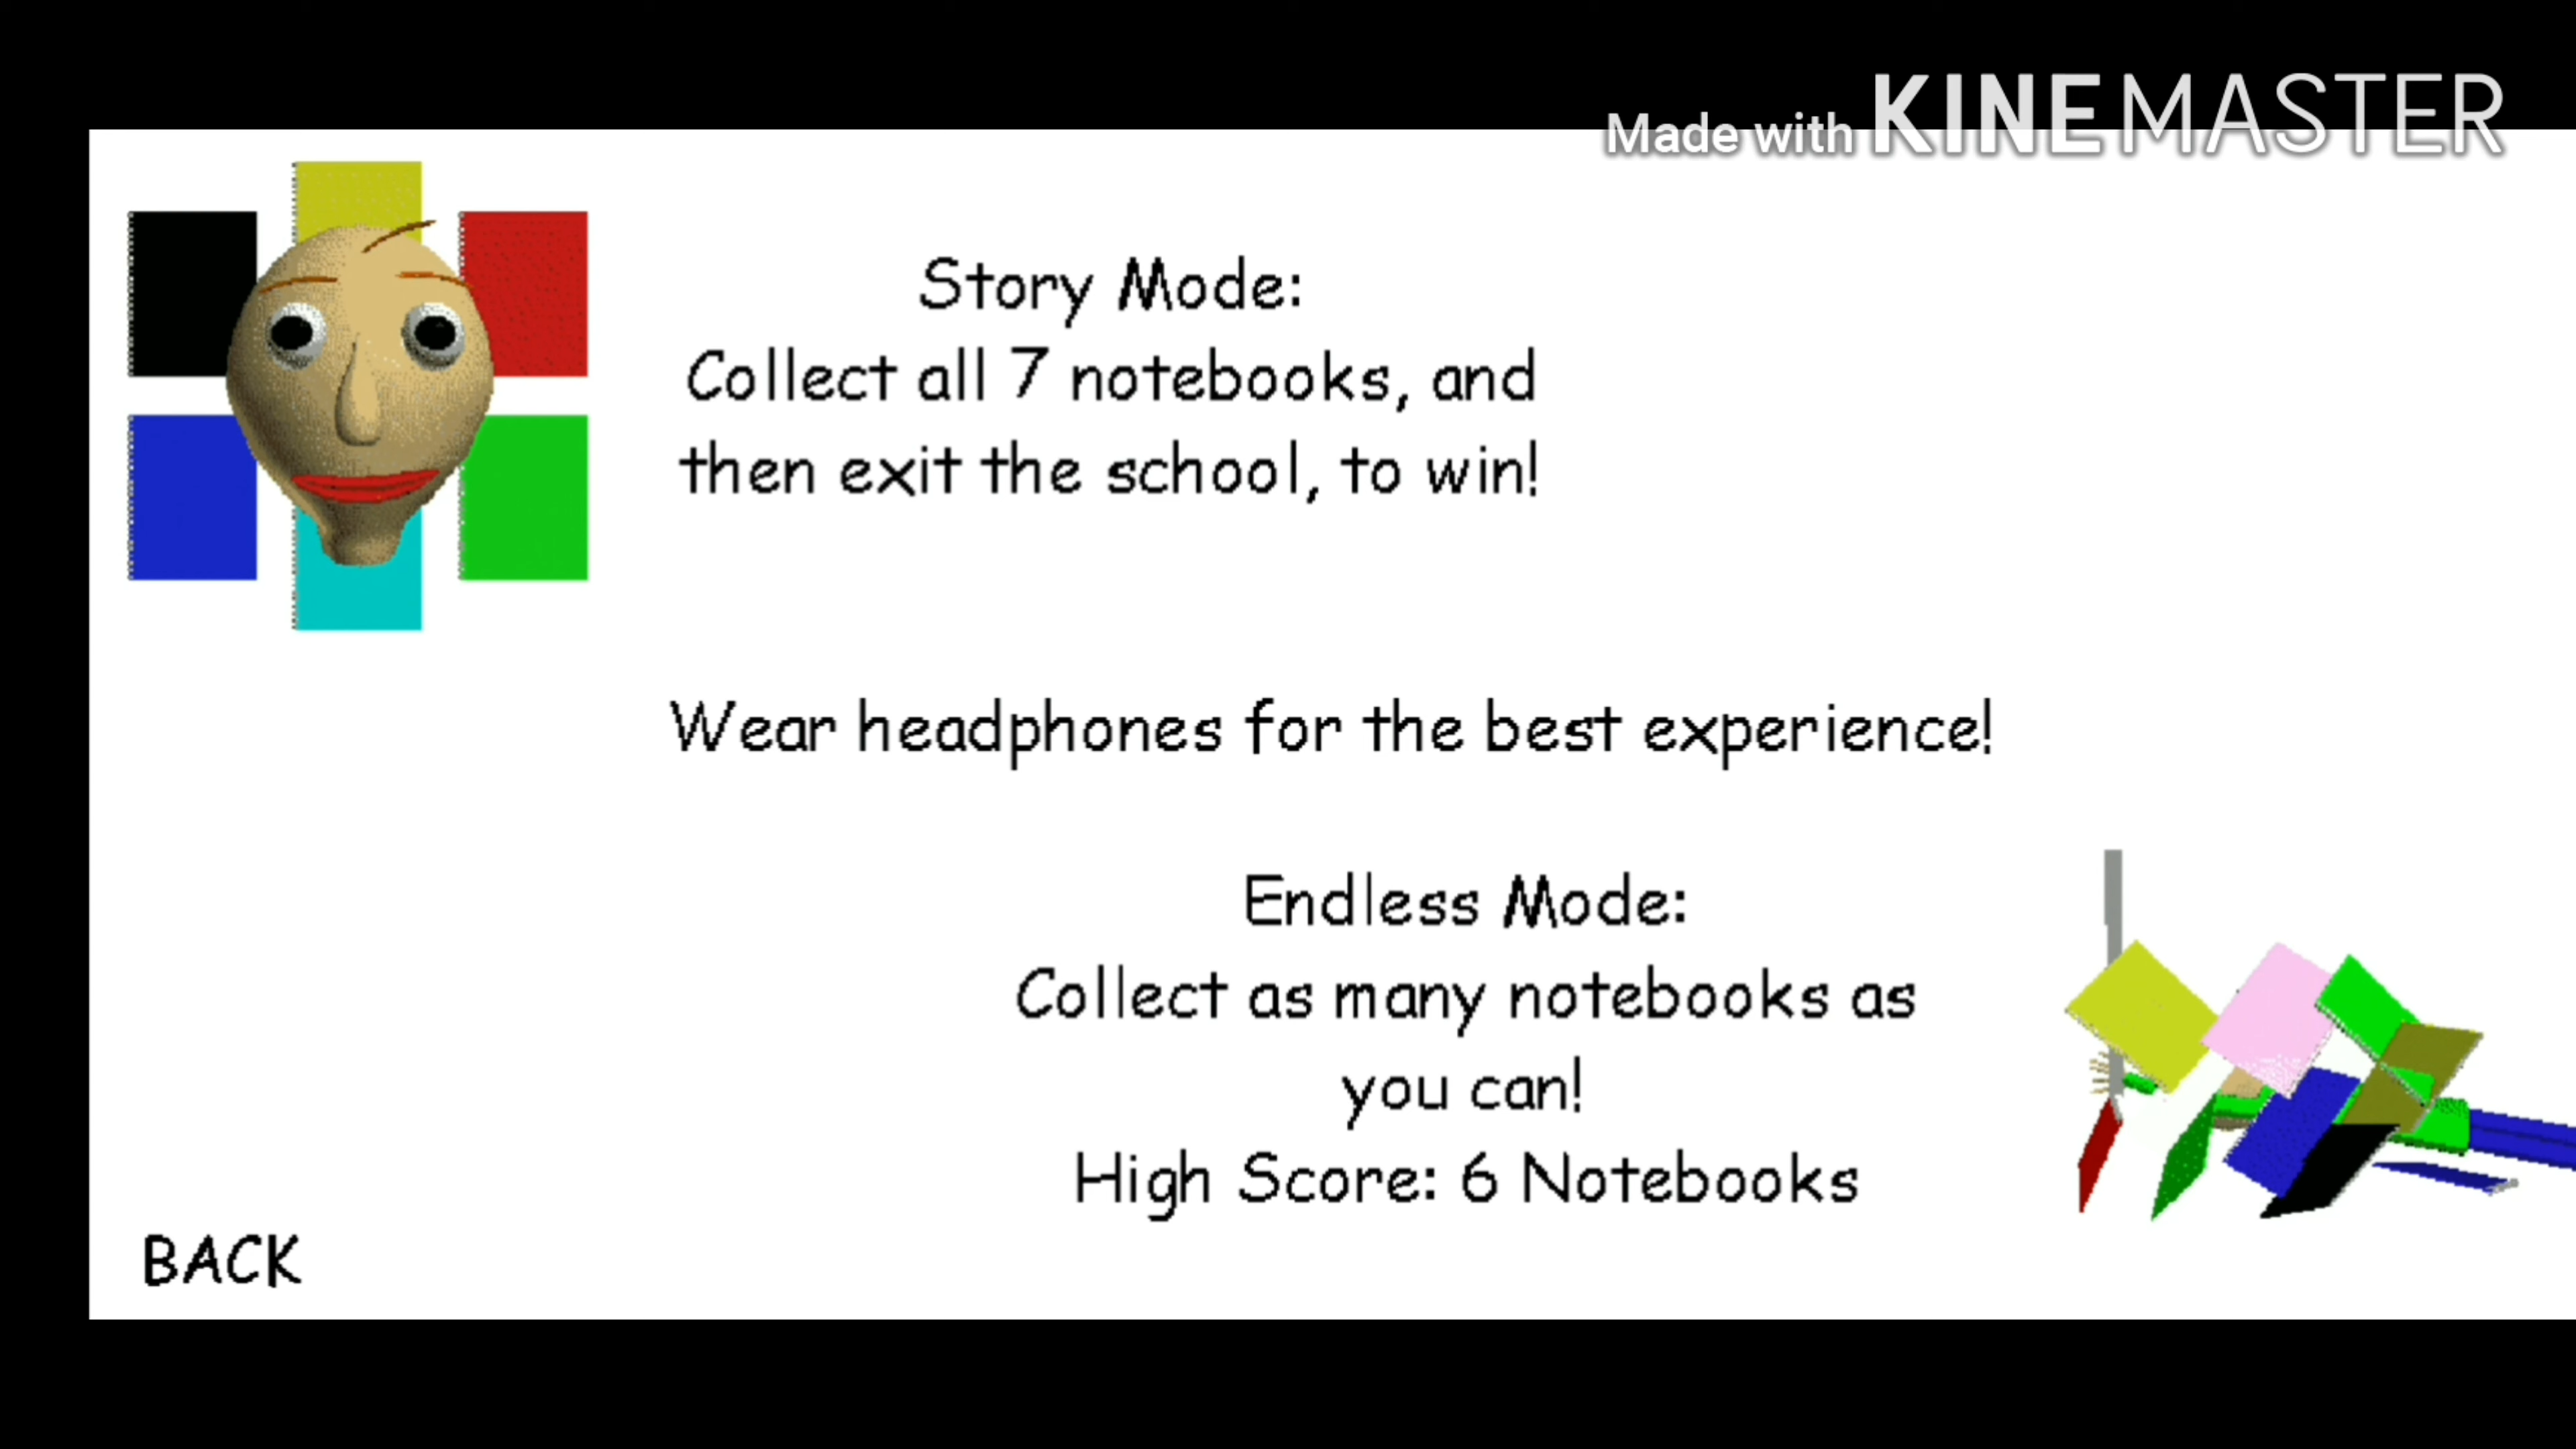 Made with KINEMASTER
Story Mode:
Collect all 7 notebooks, and
then exit the school, to win!
Wear headphones for the best experience!
Endless Mode:
Collect as many notebooks as
you can!
High Score: 6 Notebooks
BACK